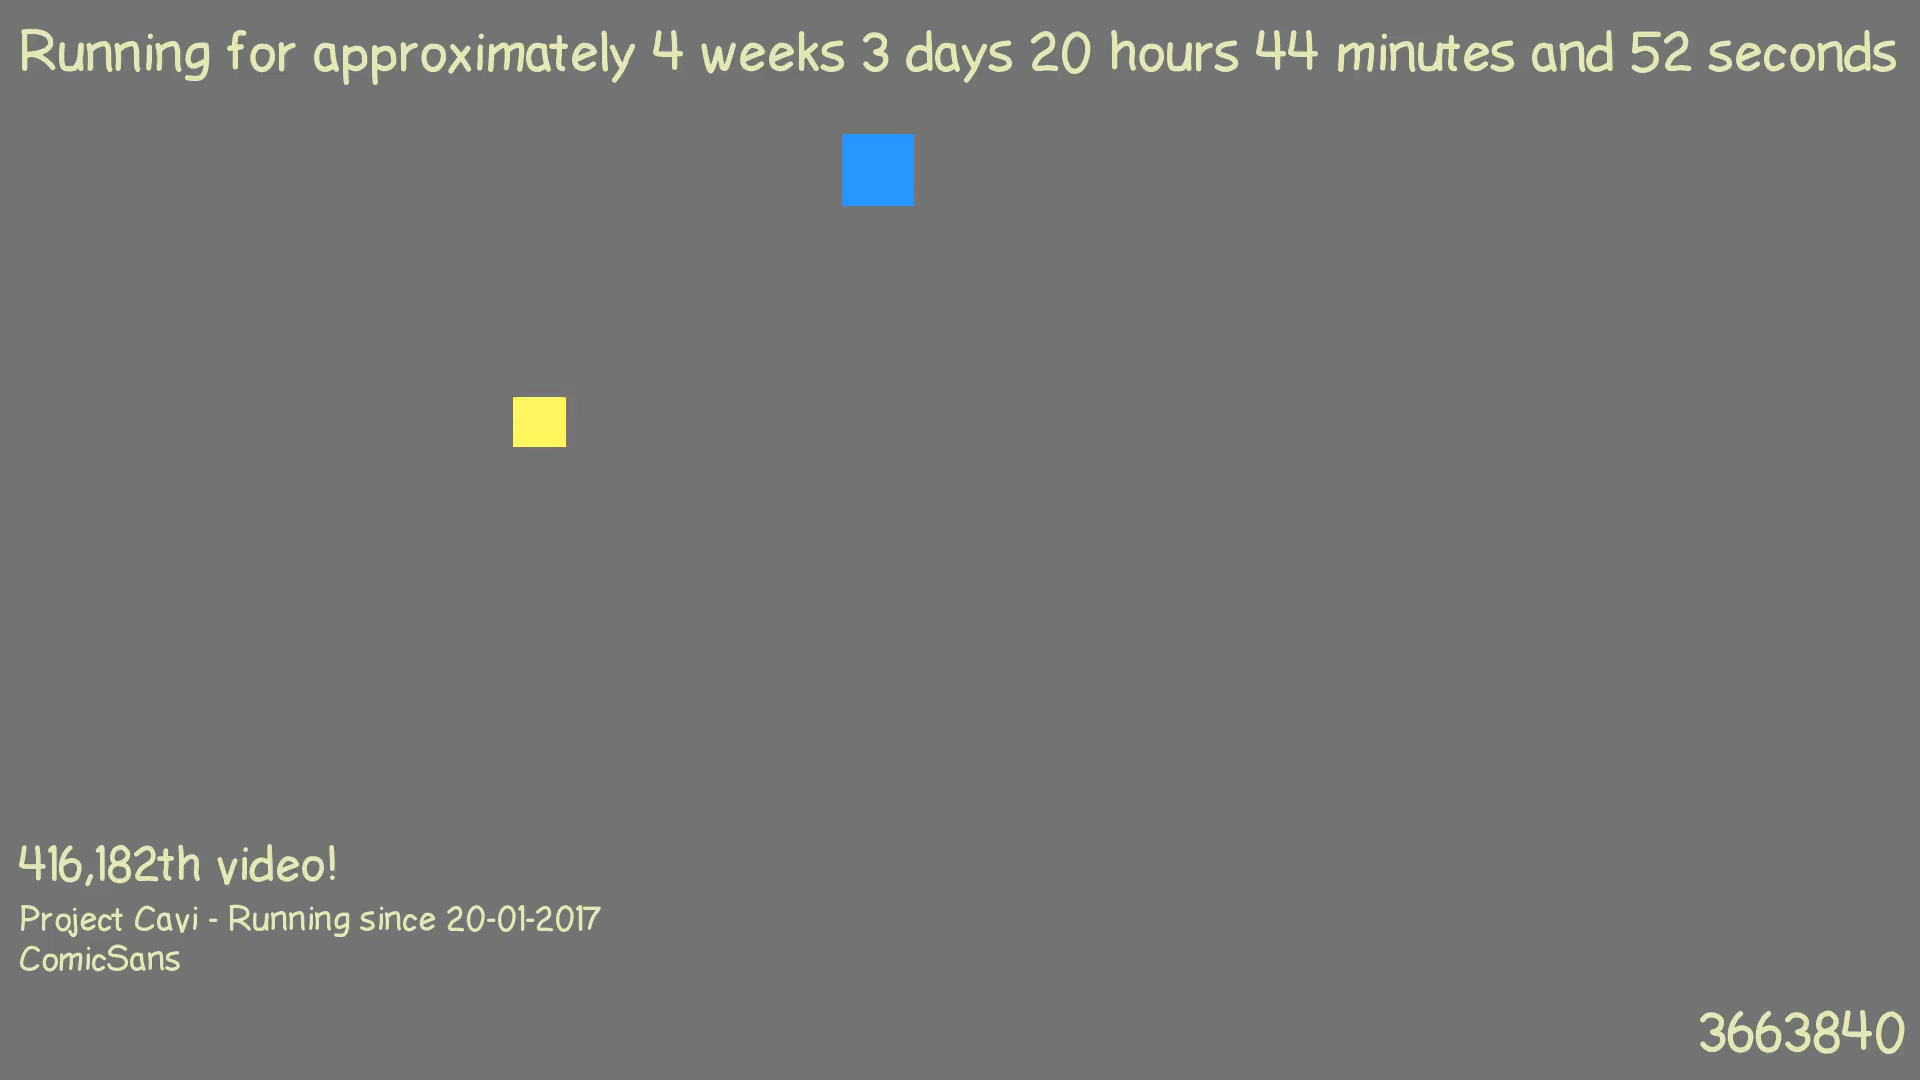 Running for approximately 4 weeks 3 days 20 hours 44 minutes and 52 seconds
416,182th video!
Project Cavi - Running since 20-01-2017
ComicSans
3663840